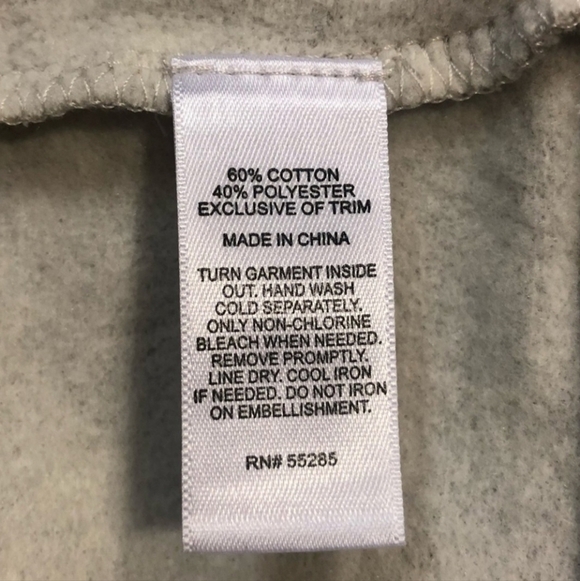 60% COTTON
40% POLYESTER
EXCLUSIVE OF TRIM
MADE IN CHINA
TURN GARMENT INSIDE
OUT. HAND WASH
COLD SEPARATELY.
ONLY NON-CHLORINE
BLEACH WHEN NEEDED.
REMOVE PROMPTLY.
LINE DRY. COOL IRON
IF NEEDED. DO NOT IRON
ON EMBELLISHMENT.
RN# 55285